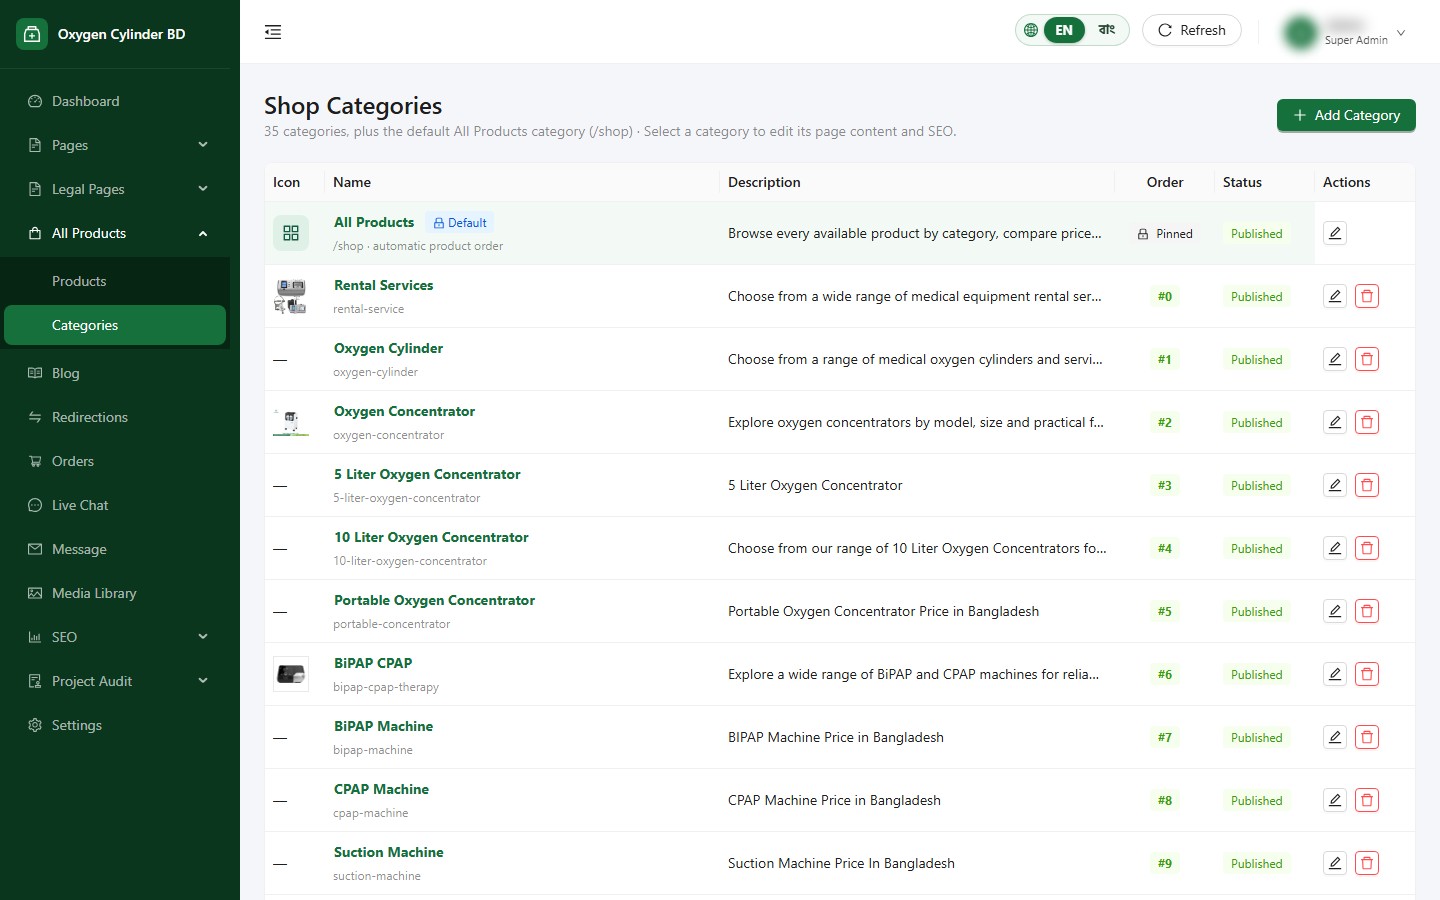 Oxygen Cylinder BD
EN বাং
Refresh
Super Admin
Dashboard
Pages
Legal Pages
All Products
Products
Categories
Blog
Redirections
Orders
Live Chat
Message
Media Library
SEO
Project Audit
Settings
Shop Categories
35 categories, plus the default All Products category (/shop) · Select a category to edit its page content and SEO.
Add Category
Icon Name Description Order Status Actions
All Products Default
/shop · automatic product order
Browse every available product by category, compare price... Pinned Published
Rental Services
rental-service
Choose from a wide range of medical equipment rental ser... #0 Published
— Oxygen Cylinder
oxygen-cylinder
Choose from a range of medical oxygen cylinders and servi... #1 Published
Oxygen Concentrator
oxygen-concentrator
Explore oxygen concentrators by model, size and practical f... #2 Published
— 5 Liter Oxygen Concentrator
5-liter-oxygen-concentrator
5 Liter Oxygen Concentrator #3 Published
— 10 Liter Oxygen Concentrator
10-liter-oxygen-concentrator
Choose from our range of 10 Liter Oxygen Concentrators fo... #4 Published
— Portable Oxygen Concentrator
portable-concentrator
Portable Oxygen Concentrator Price in Bangladesh #5 Published
BiPAP CPAP
bipap-cpap-therapy
Explore a wide range of BiPAP and CPAP machines for relia... #6 Published
— BiPAP Machine
bipap-machine
BIPAP Machine Price in Bangladesh #7 Published
— CPAP Machine
cpap-machine
CPAP Machine Price in Bangladesh #8 Published
— Suction Machine
suction-machine
Suction Machine Price In Bangladesh #9 Published